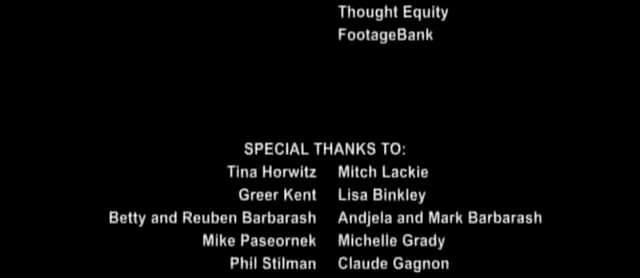 Thought Equity
FootageBank
SPECIAL THANKS TO:
Tina Horwitz Mitch Lackie
Greer Kent Lisa Binkley
Betty and Reuben Barbarash Andjela and Mark Barbarash
Mike Paseornek Michelle Grady
Phil Stilman Claude Gagnon